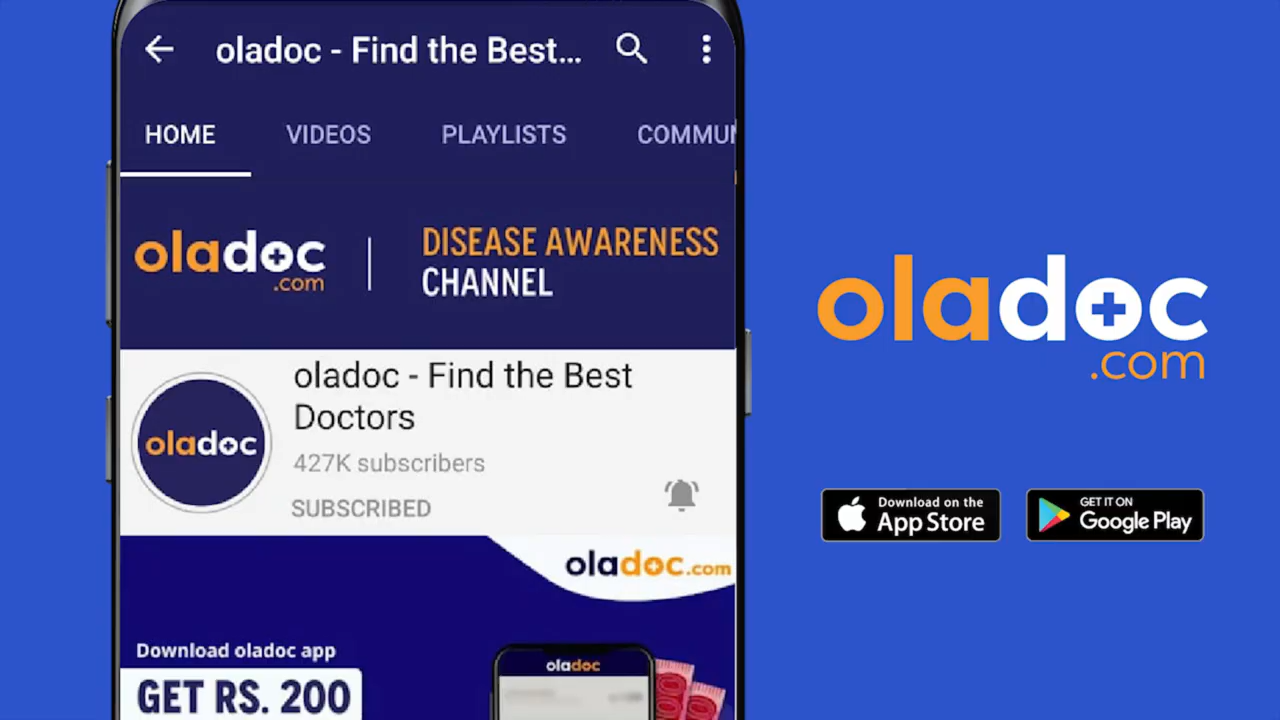 oladoc - Find the Best...
HOME VIDEOS PLAYLISTS COMMUN
oladoc
.com
DISEASE AWARENESS
CHANNEL
oladoc - Find the Best
Doctors
oladoc
427K subscribers
SUBSCRIBED
oladoc.com
Download oladoc app
GET RS. 200
oladoc
oladoc
.com
Download on the
App Store
GET IT ON
Google Play